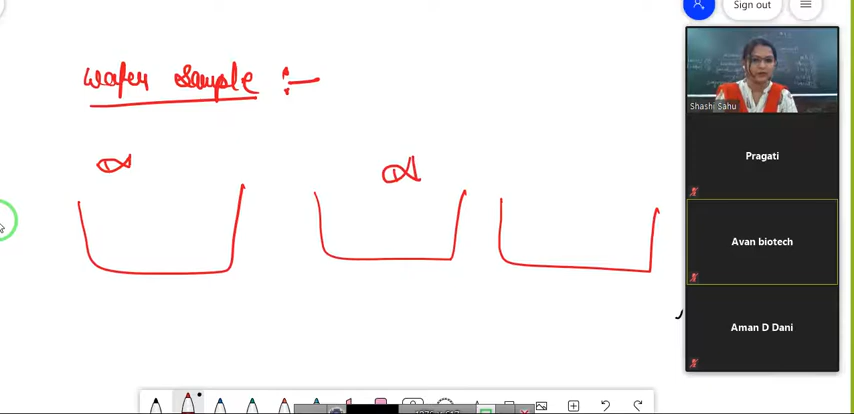 Sign out
Water Sample :-
Shashi Sahu
Pragati
Avan biotech
Aman D Dani